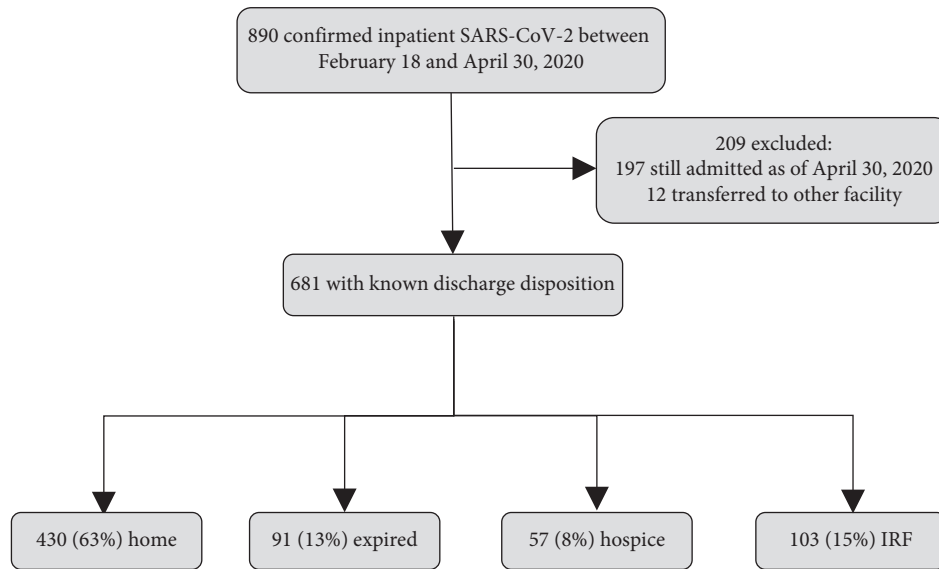 890 confirmed inpatient SARS-CoV-2 between
February 18 and April 30, 2020
209 excluded:
197 still admitted as of April 30, 2020
12 transferred to other facility
681 with known discharge disposition
430 (63%) home
91 (13%) expired
57 (8%) hospice
103 (15%) IRF